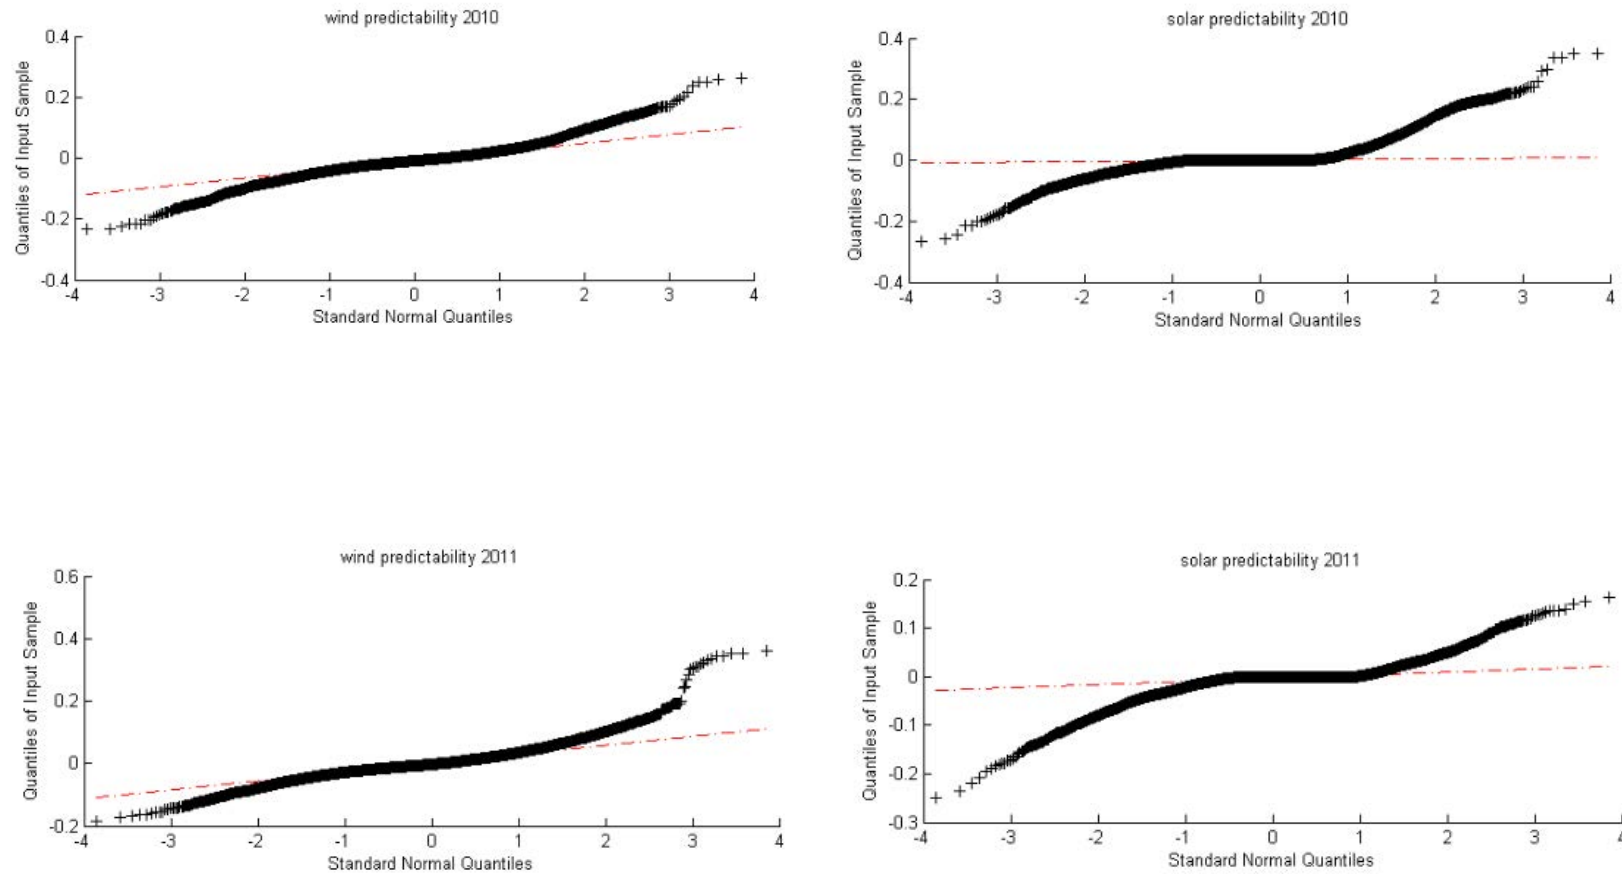 wind predictability 2010
0.4
0.2
0
-0.2
-0.4
Quantiles of Input Sample
-4 -3 -2 -1 0 1 2 3 4
Standard Normal Quantiles
solar predictability 2010
0.4
0.2
0
-0.2
-0.4
Quantiles of Input Sample
-4 -3 -2 -1 0 1 2 3 4
Standard Normal Quantiles
wind predictability 2011
0.6
0.4
0.2
0
-0.2
Quantiles of Input Sample
-4 -3 -2 -1 0 1 2 3 4
Standard Normal Quantiles
solar predictability 2011
0.2
0.1
0
-0.1
-0.2
-0.3
Quantiles of Input Sample
-4 -3 -2 -1 0 1 2 3 4
Standard Normal Quantiles